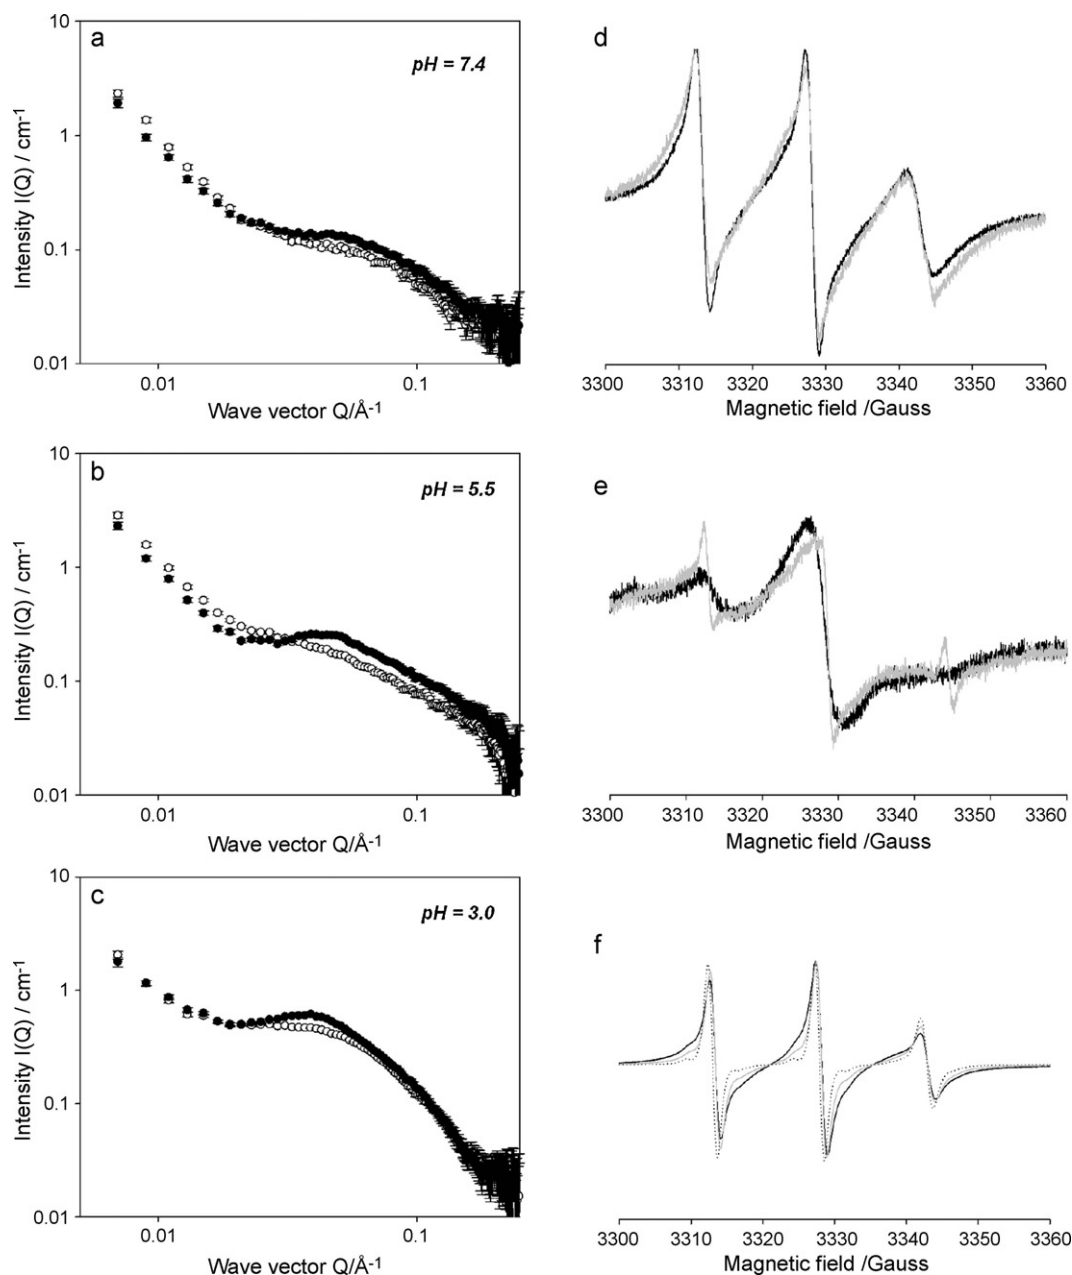 a
pH = 7.4
10
1
0.1
0.01
Intensity I(Q) / cm⁻¹
0.01 0.1
Wave vector Q/Å⁻¹
d
3300 3310 3320 3330 3340 3350 3360
Magnetic field /Gauss
b
pH = 5.5
10
1
0.1
0.01
Intensity I(Q) / cm⁻¹
0.01 0.1
Wave vector Q/Å⁻¹
e
3300 3310 3320 3330 3340 3350 3360
Magnetic field /Gauss
c
pH = 3.0
10
1
0.1
0.01
Intensity I(Q) / cm⁻¹
0.01 0.1
Wave vector Q/Å⁻¹
f
3300 3310 3320 3330 3340 3350 3360
Magnetic field /Gauss